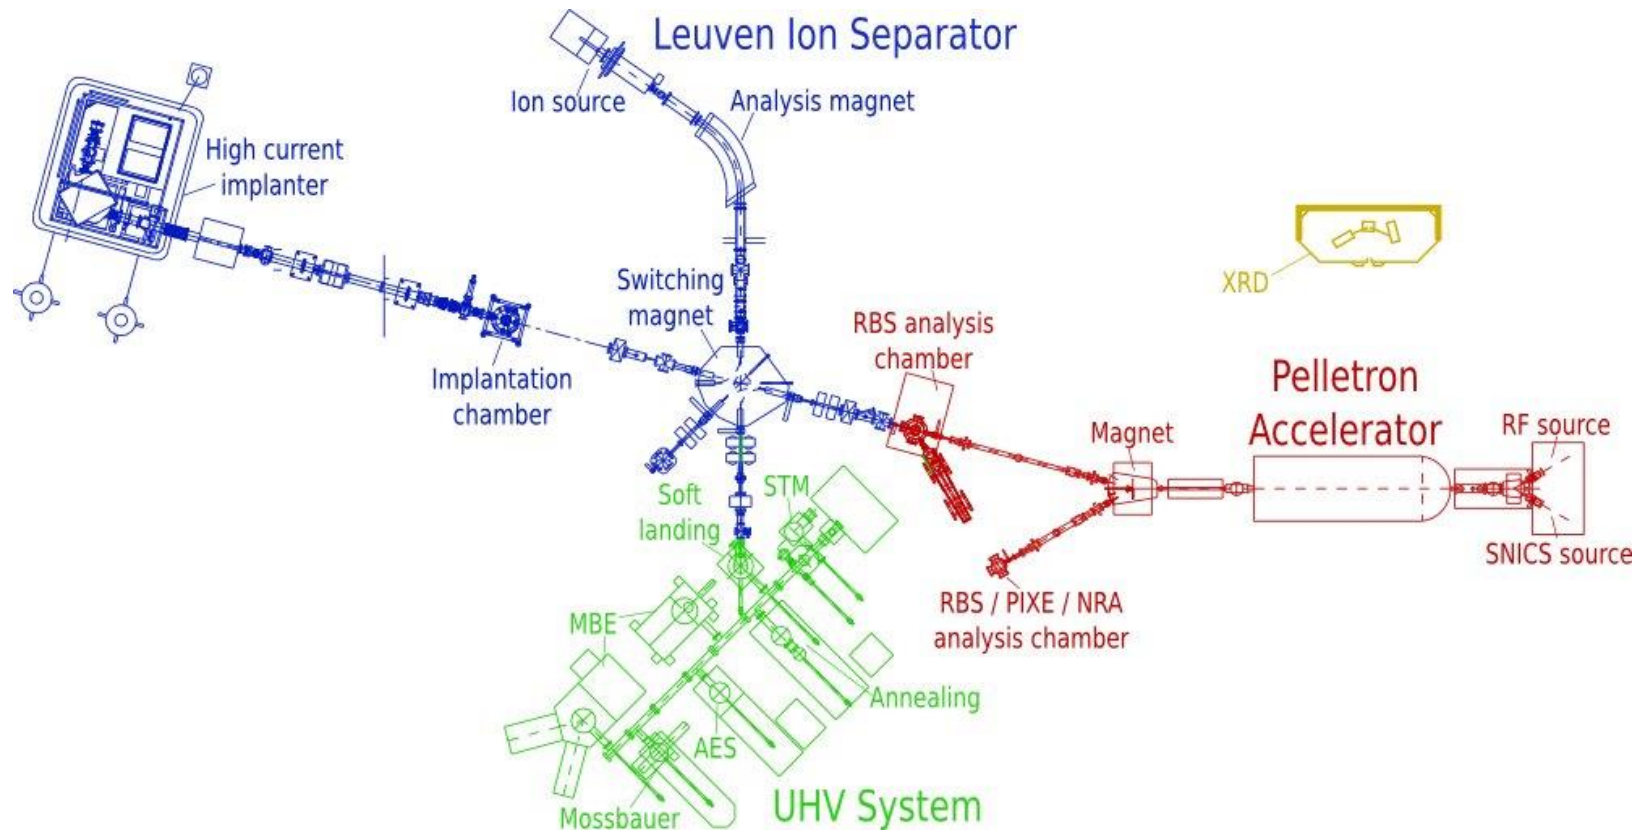 Leuven Ion Separator
Ion source
Analysis magnet
High current
implanter
Switching
magnet
Implantation
chamber
XRD
RBS analysis
chamber
Pelletron
Accelerator
Magnet
RF source
SNICS source
RBS / PIXE / NRA
analysis chamber
Soft
landing
STM
MBE
Annealing
AES
Mossbauer
UHV System